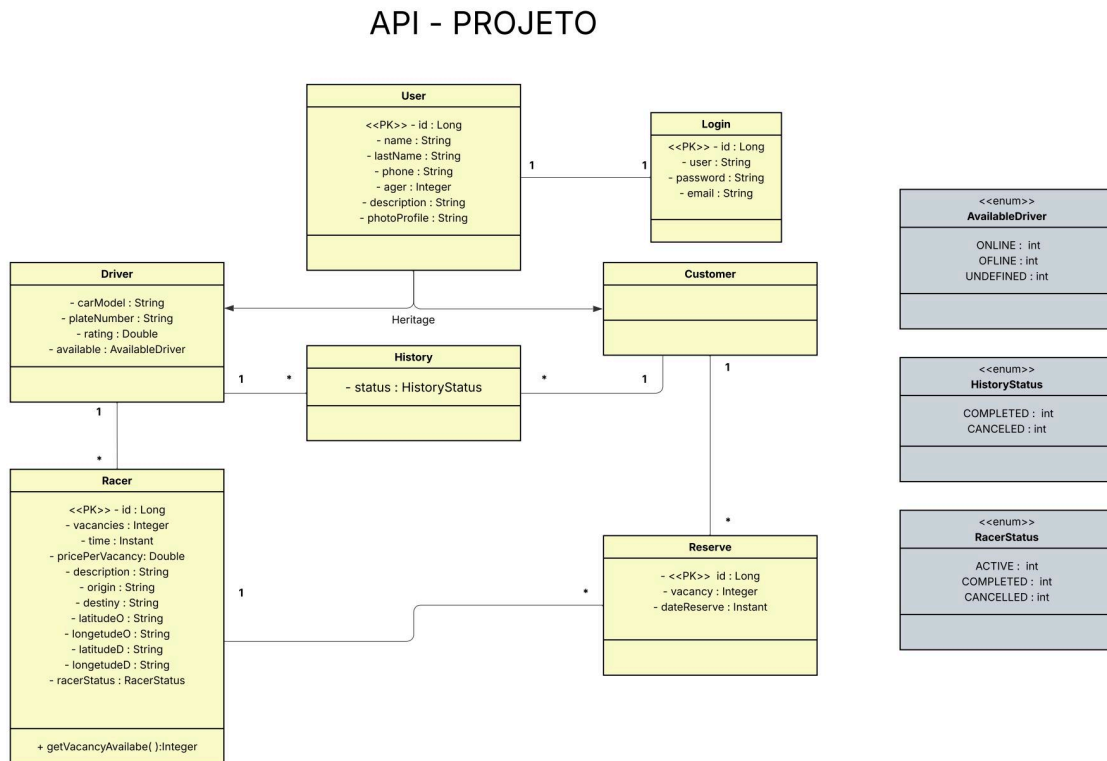 API - PROJETO
User
<<PK>> - id : Long
- name : String
- lastName : String
- phone : String
- ager : Integer
- description : String
- photoProfile : String
1
1
Login
<<PK>> - id : Long
- user : String
- password : String
- email : String
<<enum>>
AvailableDriver
ONLINE : int
OFLINE : int
UNDEFINED : int
Driver
- carModel : String
- plateNumber : String
- rating : Double
- available : AvailableDriver
Heritage
Customer
History
- status : HistoryStatus
1
*
*
1
1
<<enum>>
HistoryStatus
COMPLETED : int
CANCELED : int
1
*
Racer
<<PK>> - id : Long
- vacancies : Integer
- time : Instant
- pricePerVacancy: Double
- description : String
- origin : String
- destiny : String
- latitudeO : String
- longetudeO : String
- latitudeD : String
- longetudeD : String
- racerStatus : RacerStatus
+ getVacancyAvailabe( ):Integer
1
*
*
Reserve
- <<PK>> id : Long
- vacancy : Integer
- dateReserve : Instant
<<enum>>
RacerStatus
ACTIVE : int
COMPLETED : int
CANCELLED : int